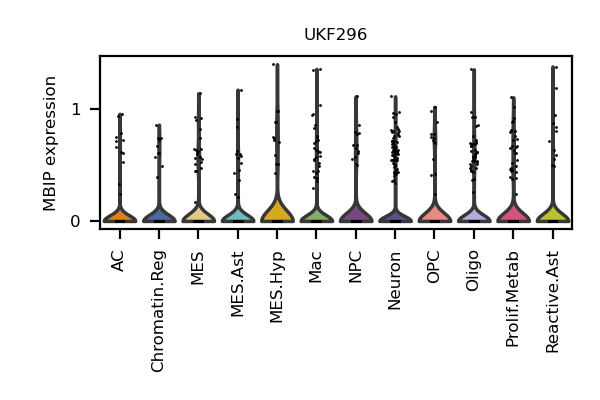 UKF296
MBIP expression
1
0
AC
Chromatin.Reg
MES
MES.Ast
MES.Hyp
Mac
NPC
Neuron
OPC
Oligo
Prolif.Metab
Reactive.Ast